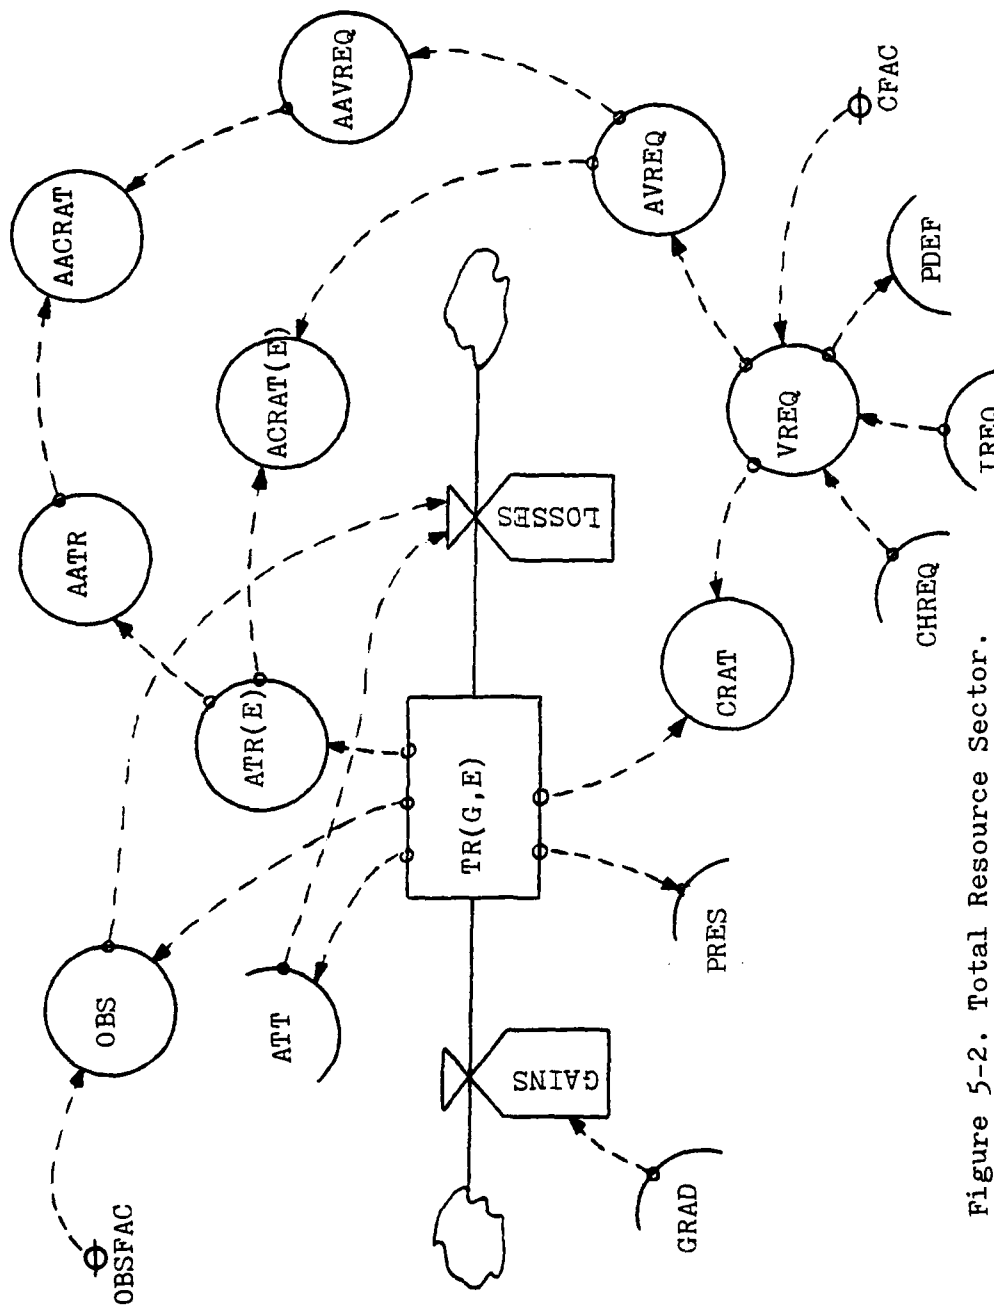 AACRAT
AATR
OBS
OBSFAC
ATR(E)
ACRAT(E)
ATT
AAVREQ
TR(G,E)
LOSSES
GAINS
AVREQ
GRAD
PRES
CRAT
VREQ
CFAC
CHREQ
PDEF
Figure 5-2. Total Resource Sector.